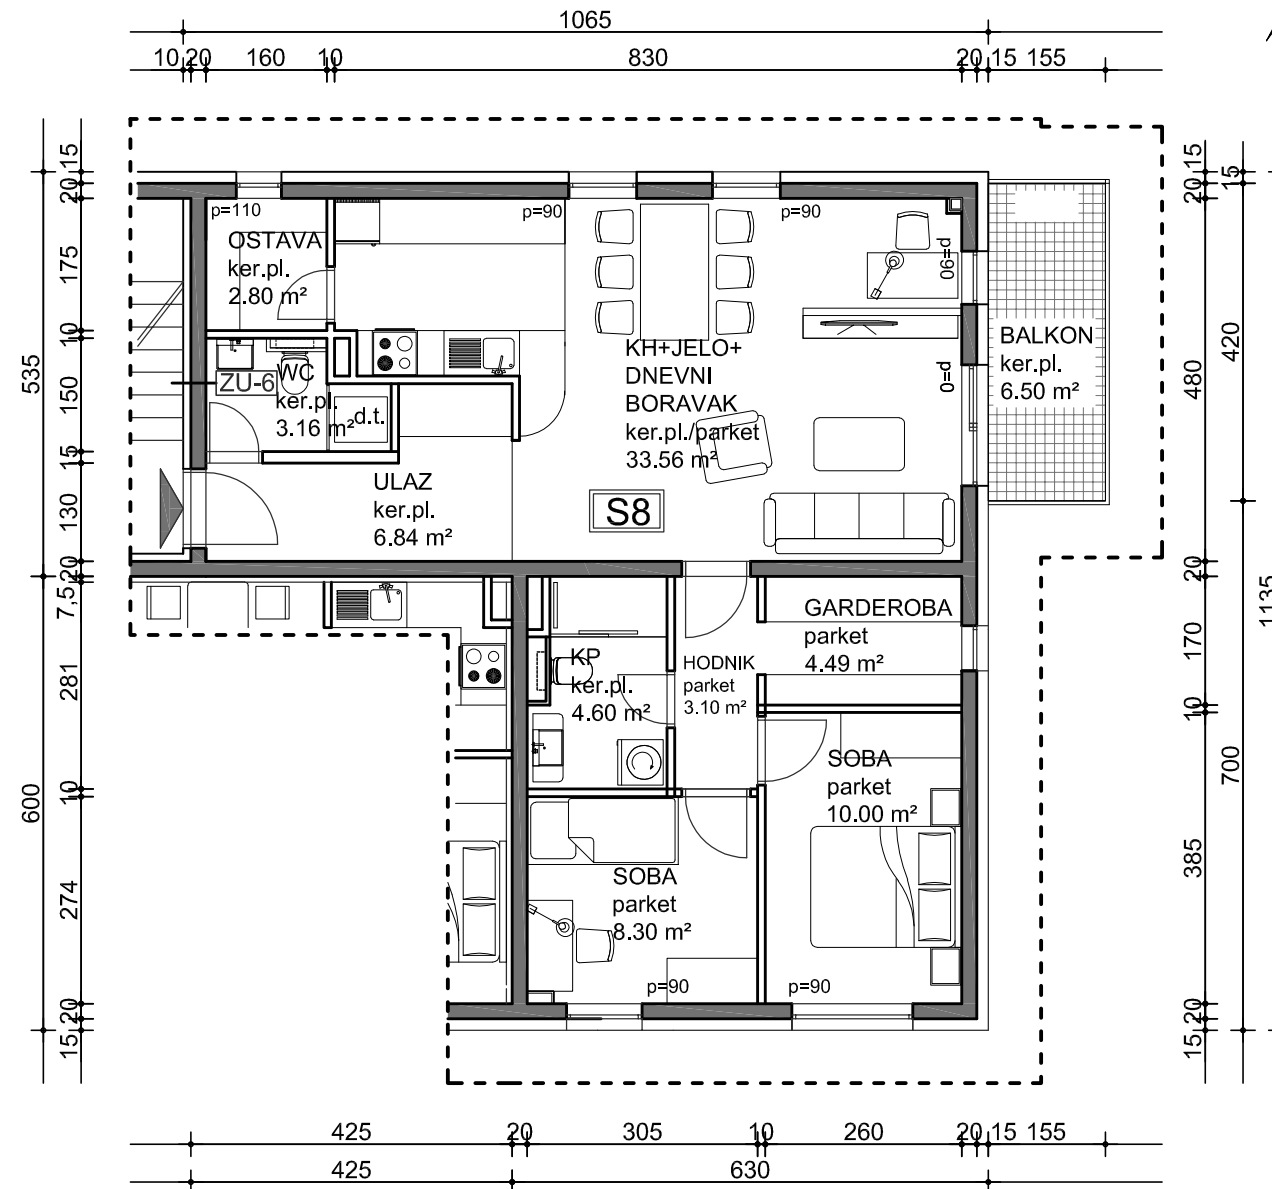 1065
10 20 160 10 830 20 15 155
15
20
175
10
150
15
130
20
7,5
281
10
274
20
15
535
600
p=110
p=90
p=90
OSTAVA
ker.pl.
2.80 m²
ZU-6
WC
ker.pl.
3.16 m²
d.t.
ULAZ
ker.pl.
6.84 m²
KH+JELO+
DNEVNI
BORAVAK
ker.pl./parket
33.56 m²
S8
p=90
p=0
BALKON
ker.pl.
6.50 m²
KP
ker.pl.
4.60 m²
HODNIK
parket
3.10 m²
GARDEROBA
parket
4.49 m²
SOBA
parket
10.00 m²
SOBA
parket
8.30 m²
p=90
p=90
15
20
480
20
170
10
385
20
15
15
420
700
1135
425 20 305 10 260 20 15 155
425 630